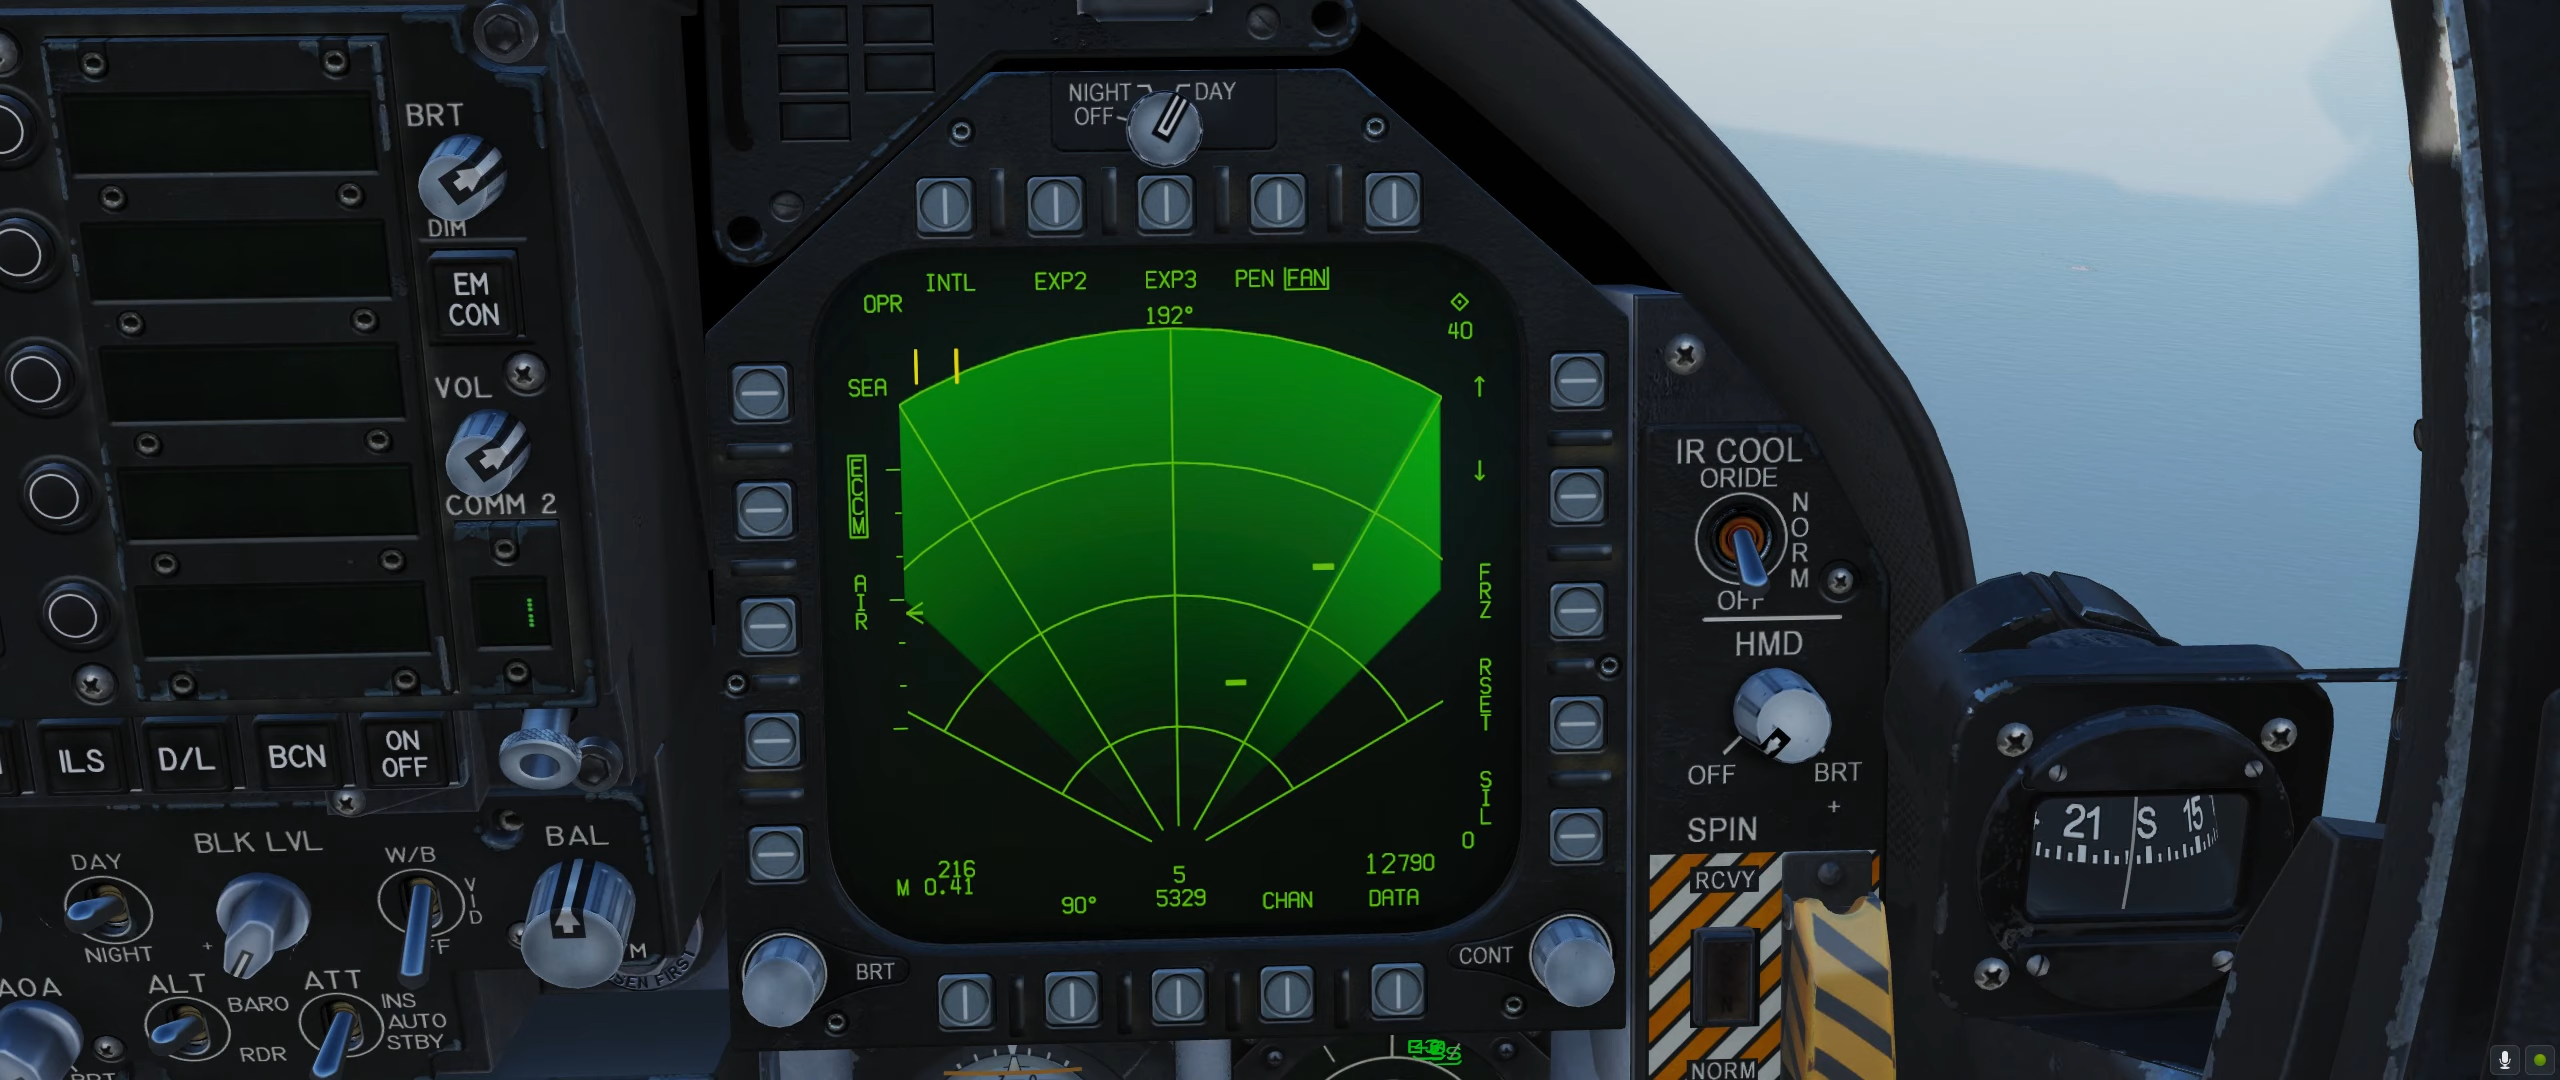 NIGHT DAY
OFF
BRT
DIM
EM
CON
VOL
COMM 2
INTL EXP2 EXP3 PEN FAN
OPR
192°
40
SEA
ECCM
AIR
FRZ
RSET
SIL
0
216
M 0.41
90°
5
5329
CHAN
12790
DATA
BRT
CONT
IR COOL
ORIDE
NORM
OFF
HMD
OFF BRT
+
SPIN
RCVY
NORM
21 S 15
ILS D/L BCN ON
OFF
BLK LVL
DAY
NIGHT
+
W/B
VID
BAL
AOA
ALT
BARO
RDR
ATT
INS
AUTO
STBY